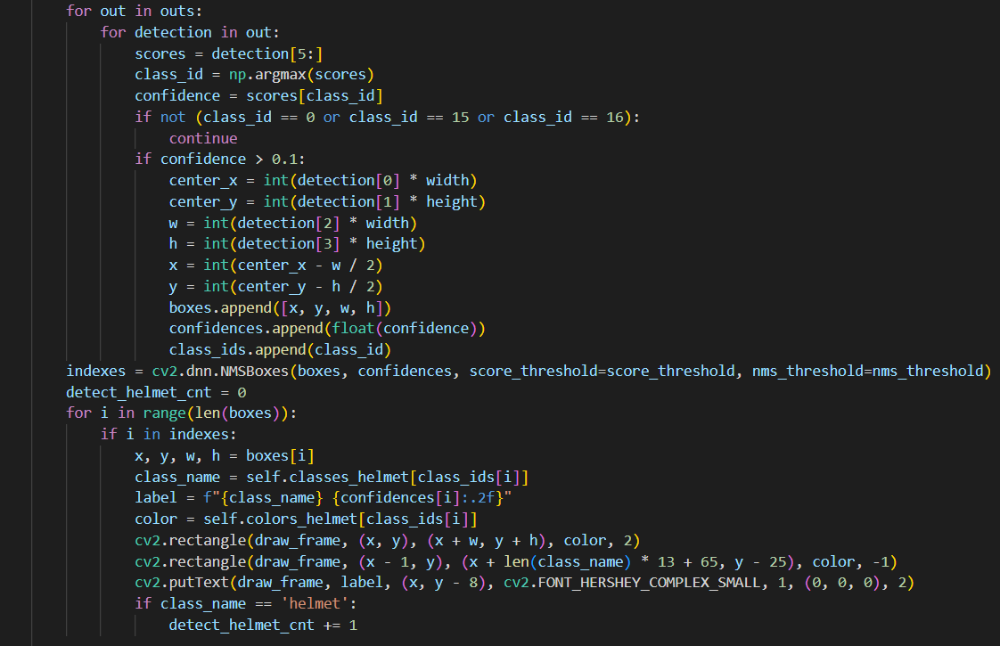 for out in outs:
    for detection in out:
        scores = detection[5:]
        class_id = np.argmax(scores)
        confidence = scores[class_id]
        if not (class_id == 0 or class_id == 15 or class_id == 16):
            continue
        if confidence > 0.1:
            center_x = int(detection[0] * width)
            center_y = int(detection[1] * height)
            w = int(detection[2] * width)
            h = int(detection[3] * height)
            x = int(center_x - w / 2)
            y = int(center_y - h / 2)
            boxes.append([x, y, w, h])
            confidences.append(float(confidence))
            class_ids.append(class_id)
indexes = cv2.dnn.NMSBoxes(boxes, confidences, score_threshold=score_threshold, nms_threshold=nms_threshold)
detect_helmet_cnt = 0
for i in range(len(boxes)):
    if i in indexes:
        x, y, w, h = boxes[i]
        class_name = self.classes_helmet[class_ids[i]]
        label = f"{class_name} {confidences[i]:.2f}"
        color = self.colors_helmet[class_ids[i]]
        cv2.rectangle(draw_frame, (x, y), (x + w, y + h), color, 2)
        cv2.rectangle(draw_frame, (x - 1, y), (x + len(class_name) * 13 + 65, y - 25), color, -1)
        cv2.putText(draw_frame, label, (x, y - 8), cv2.FONT_HERSHEY_COMPLEX_SMALL, 1, (0, 0, 0), 2)
        if class_name == 'helmet':
            detect_helmet_cnt += 1